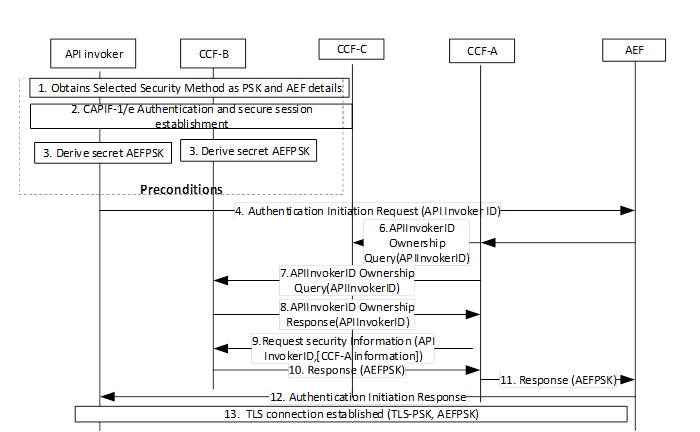 API invoker
CCF-B
CCF-C
CCF-A
AEF
1. Obtains Selected Security Method as PSK and AEF details
2. CAPIF-1/e Authentication and secure session
establishment
3. Derive secret AEFPSK
3. Derive secret AEFPSK
Preconditions
4. Authentication Initiation Request (API Invoker ID)
6.APIInvokerID
Ownership
Query(APIInvokerID)
7.APIInvokerID Ownership
Query(APIInvokerID)
8.APIInvokerID Ownership
Response(APIInvokerID)
9.Request security Information (API
InvokerID,[CCF-A information])
10. Response (AEFPSK)
11. Response (AEFPSK)
12. Authentication Initiation Response
13. TLS connection established (TLS-PSK, AEFPSK)